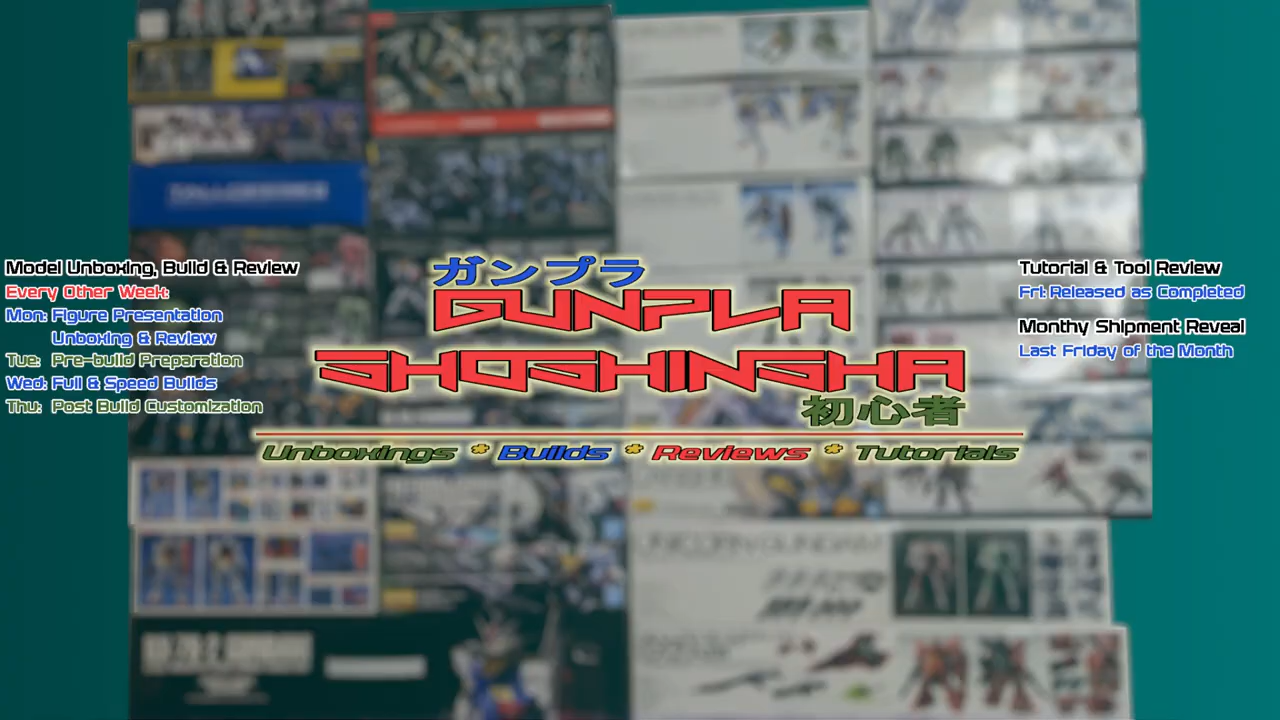 Model Unboxing, Build & Review
Every Other Week:
Mon: Figure Presentation
Unboxing & Review
Tue: Pre-build Preparation
Wed: Full & Speed Builds
Thu: Post Build Customization
ガンプラ
GUNPLA
SHOSHINSHA
初心者
Unboxings * Builds * Reviews * Tutorials
Tutorial & Tool Review
Fri: Released as Completed
Monthy Shipment Reveal
Last Friday of the Month
UNICORN GUNDAM